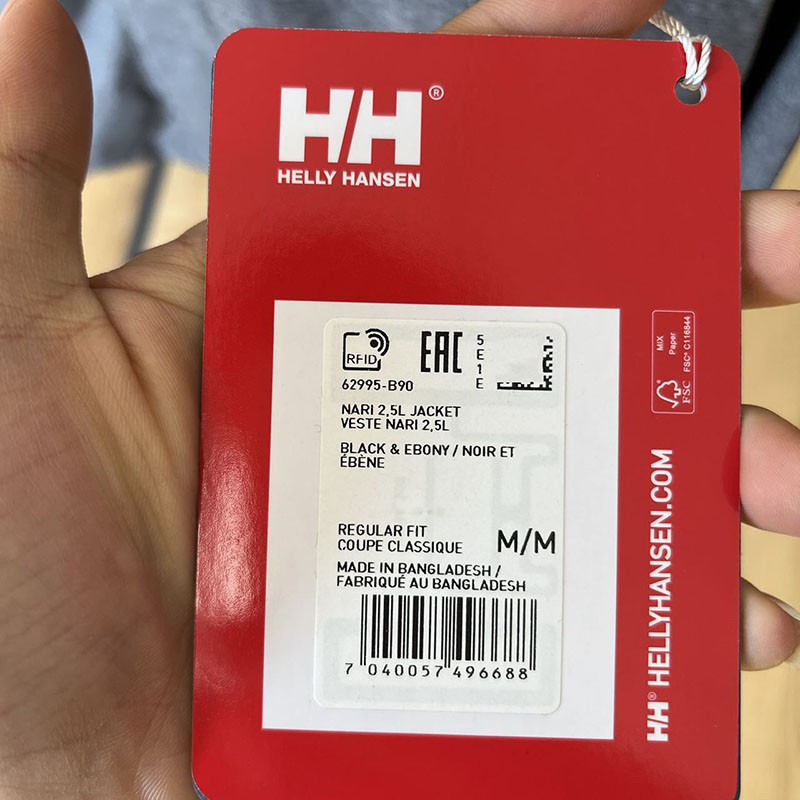 HH®
HELLY HANSEN
RFID
EAC
5
E
1
E
62995-B90
NARI 2,5L JACKET
VESTE NARI 2,5L
BLACK & EBONY / NOIR ET
ÉBÈNE
REGULAR FIT
COUPE CLASSIQUE
M/M
MADE IN BANGLADESH /
FABRIQUÉ AU BANGLADESH
7 040057 496688
MIX
Paper
FSC® C116844
FSC
HH® HELLYHANSEN.COM